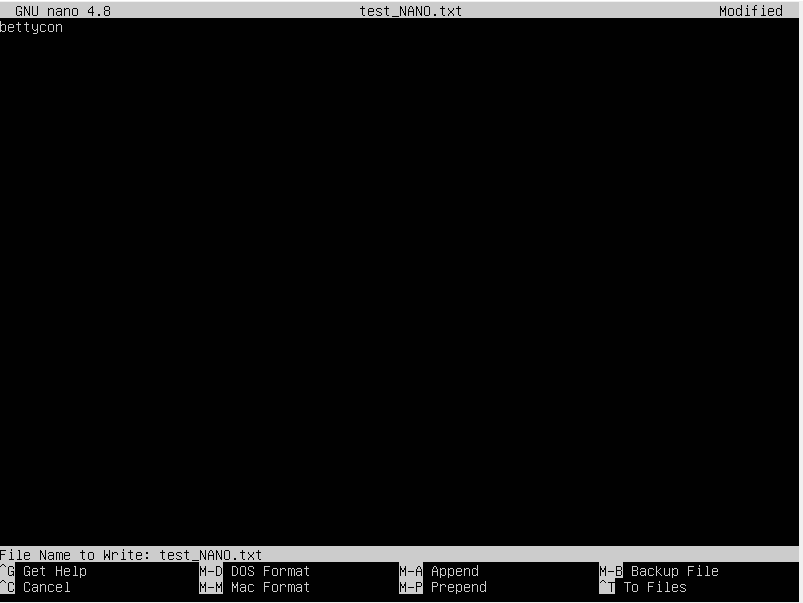 GNU nano 4.8 test_NANO.txt Modified
bettycon
File Name to Write: test_NANO.txt
^G Get Help M-D DOS Format M-A Append M-B Backup File
^C Cancel M-M Mac Format M-P Prepend ^T To Files